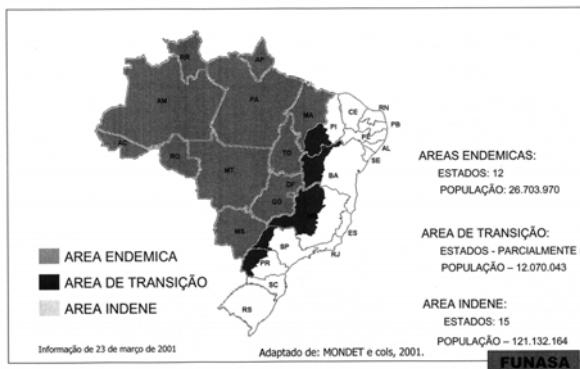 RR
AP
AM
PA
MA
CE
RN
PI
PB
PE
AL
SE
AC
RO
TO
BA
MT
DF
GO
MS
ES
SP
RJ
PR
SC
RS
AREA ENDEMICA
AREA DE TRANSIÇÃO
AREA INDENE
AREAS ENDEMICAS:
ESTADOS: 12
POPULAÇÃO: 26.703.970
AREA DE TRANSIÇÃO:
ESTADOS - PARCIALMENTE
POPULAÇÃO – 12.070.043
AREA INDENE:
ESTADOS: 15
POPULAÇÃO – 121.132.164
Informação de 23 de março de 2001
Adaptado de: MONDET e cols, 2001.
FUNASA